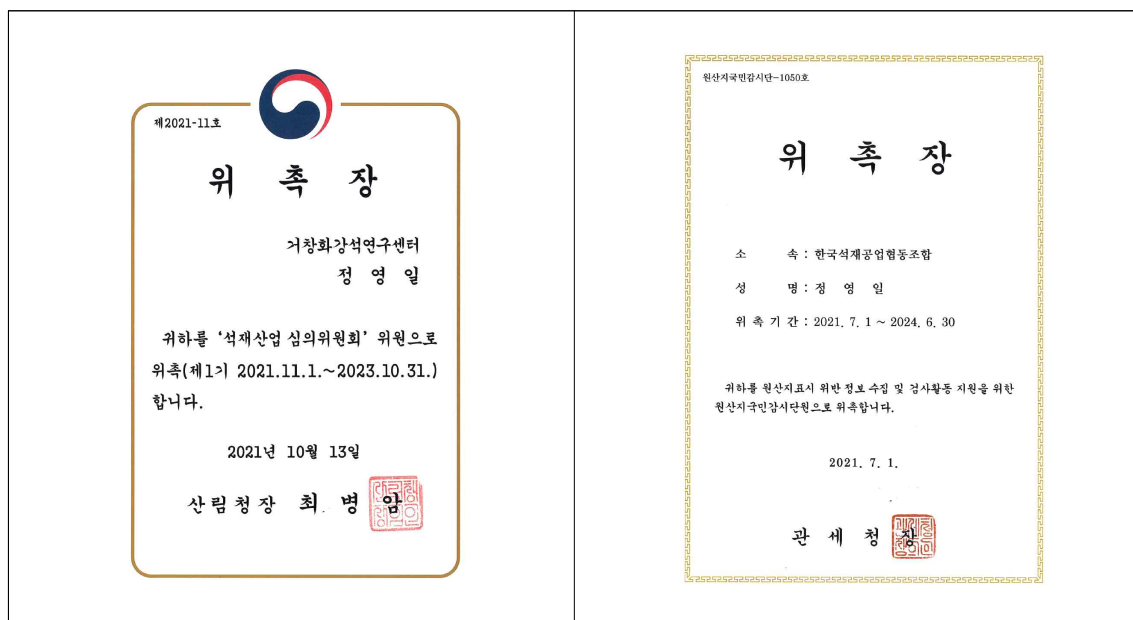 제2021-11호
위 촉 장
거창화강석연구센터
정 영 일
귀하를 '석재산업 심의위원회' 위원으로
위촉(제1기 2021.11.1.~2023.10.31.)
합니다.
2021년 10월 13일
산림청장 최 병 암
원산지국민감시단-1050호
위 촉 장
소 속 : 한국석재공업협동조합
성 명 : 정 영 일
위 촉 기 간 : 2021. 7. 1 ~ 2024. 6. 30
귀하를 원산지표시 위반 정보 수집 및 검사활동 지원을 위한
원산지국민감시단원으로 위촉합니다.
2021. 7. 1.
관 세 청 장